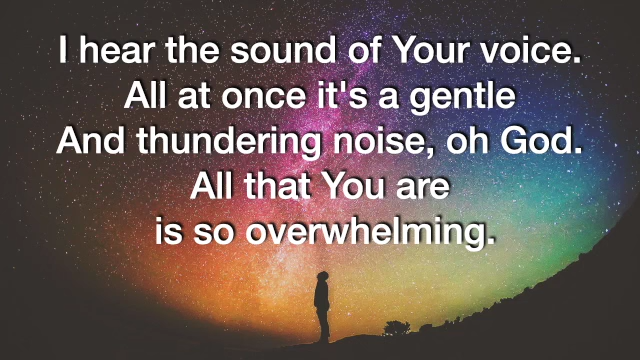 I hear the sound of Your voice.
All at once it's a gentle
And thundering noise, oh God.
All that You are
is so overwhelming.